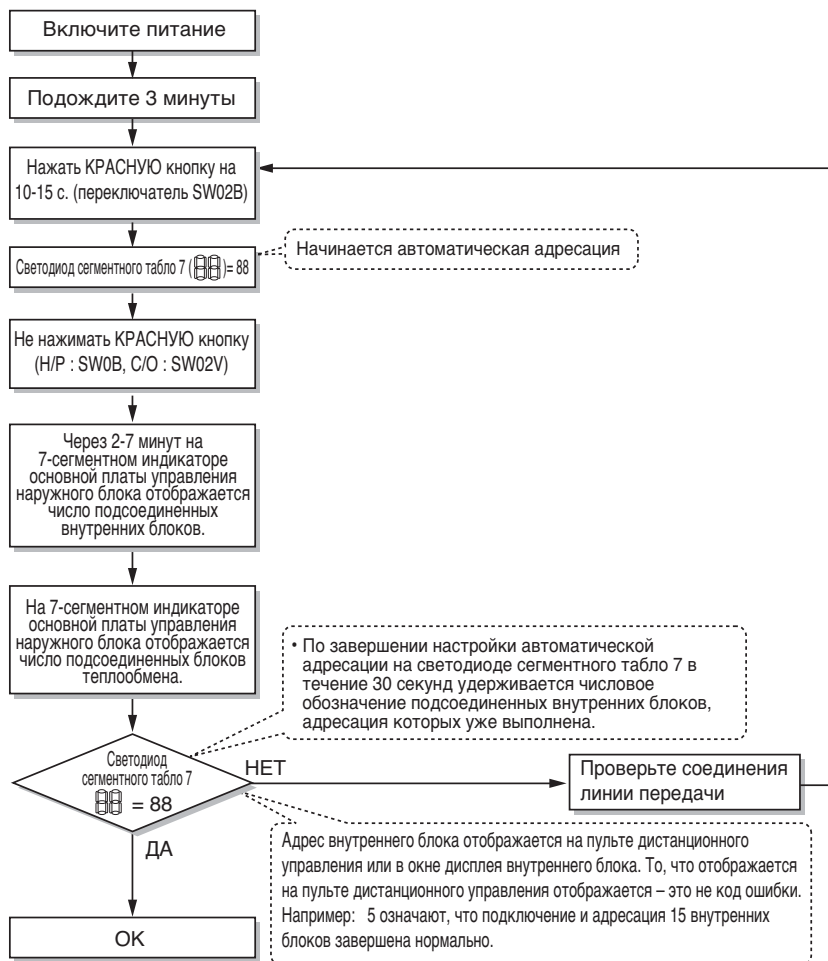 Включите питание
Подождите 3 минуты
Нажать КРАСНУЮ кнопку на
10-15 с. (переключатель SW02B)
Светодиод сегментного табло 7 (88)= 88
Начинается автоматическая адресация
Не нажимать КРАСНУЮ кнопку
(H/P : SW0B, C/O : SW02V)
Через 2-7 минут на
7-сегментном индикаторе
основной платы управления
наружного блока отображается
число подсоединенных
внутренних блоков.
На 7-сегментном индикаторе
основной платы управления
наружного блока отображается
число подсоединенных блоков
теплообмена.
• По завершении настройки автоматической
адресации на светодиоде сегментного табло 7 в
течение 30 секунд удерживается числовое
обозначение подсоединенных внутренних блоков,
адресация которых уже выполнена.
Светодиод
сегментного табло 7
88 = 88
НЕТ
Проверьте соединения
линии передачи
ДА
Адрес внутреннего блока отображается на пульте дистанционного
управления или в окне дисплея внутреннего блока. То, что отображается
на пульте дистанционного управления отображается – это не код ошибки.
Например: 5 означают, что подключение и адресация 15 внутренних
блоков завершена нормально.
OK